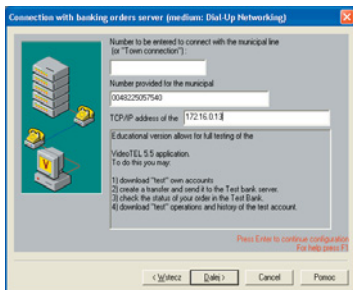 Connection with banking orders server (medium: Dial-Up Networking)
Number to be entered to connect with the municipal line
(or "Town connection") :
Number provided for the municipal
0048225057540
TCP/IP address of the
172.16.0.13
Educational version allows for full testing of the
VideoTEL 5.5 application.
To do this you may:
1) download "test" own accounts
2) create a transfer and send it to the Test bank server.
3) check the status of your order in the Test Bank.
4) download "test" operations and history of the test account.
Press Enter to continue configuration
For help press F1
< Wstecz
Dalej >
Cancel
Pomoc